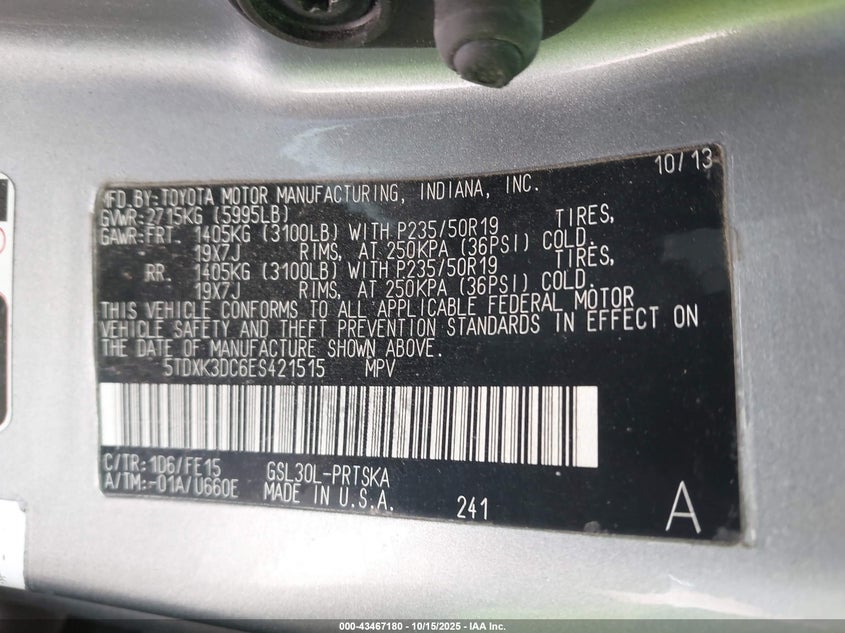 10/13
MFD.BY:TOYOTA MOTOR MANUFACTURING, INDIANA, INC.
GVWR:2715KG (5995LB)
GAWR:FRT. 1405KG (3100LB) WITH P235/50R19 TIRES,
19X7J RIMS, AT 250KPA (36PSI) COLD.
RR. 1405KG (3100LB) WITH P235/50R19 TIRES,
19X7J RIMS, AT 250KPA (36PSI) COLD.
THIS VEHICLE CONFORMS TO ALL APPLICABLE FEDERAL MOTOR
VEHICLE SAFETY AND THEFT PREVENTION STANDARDS IN EFFECT ON
THE DATE OF MANUFACTURE SHOWN ABOVE.
5TDXK3DC6ES421515 MPV
C/TR:1D6/FE15 GSL30L-PRTSKA
A/TM:-01A/U660E MADE IN U.S.A.
241
A
000-43467180 - 10/15/2025 - IAA Inc.